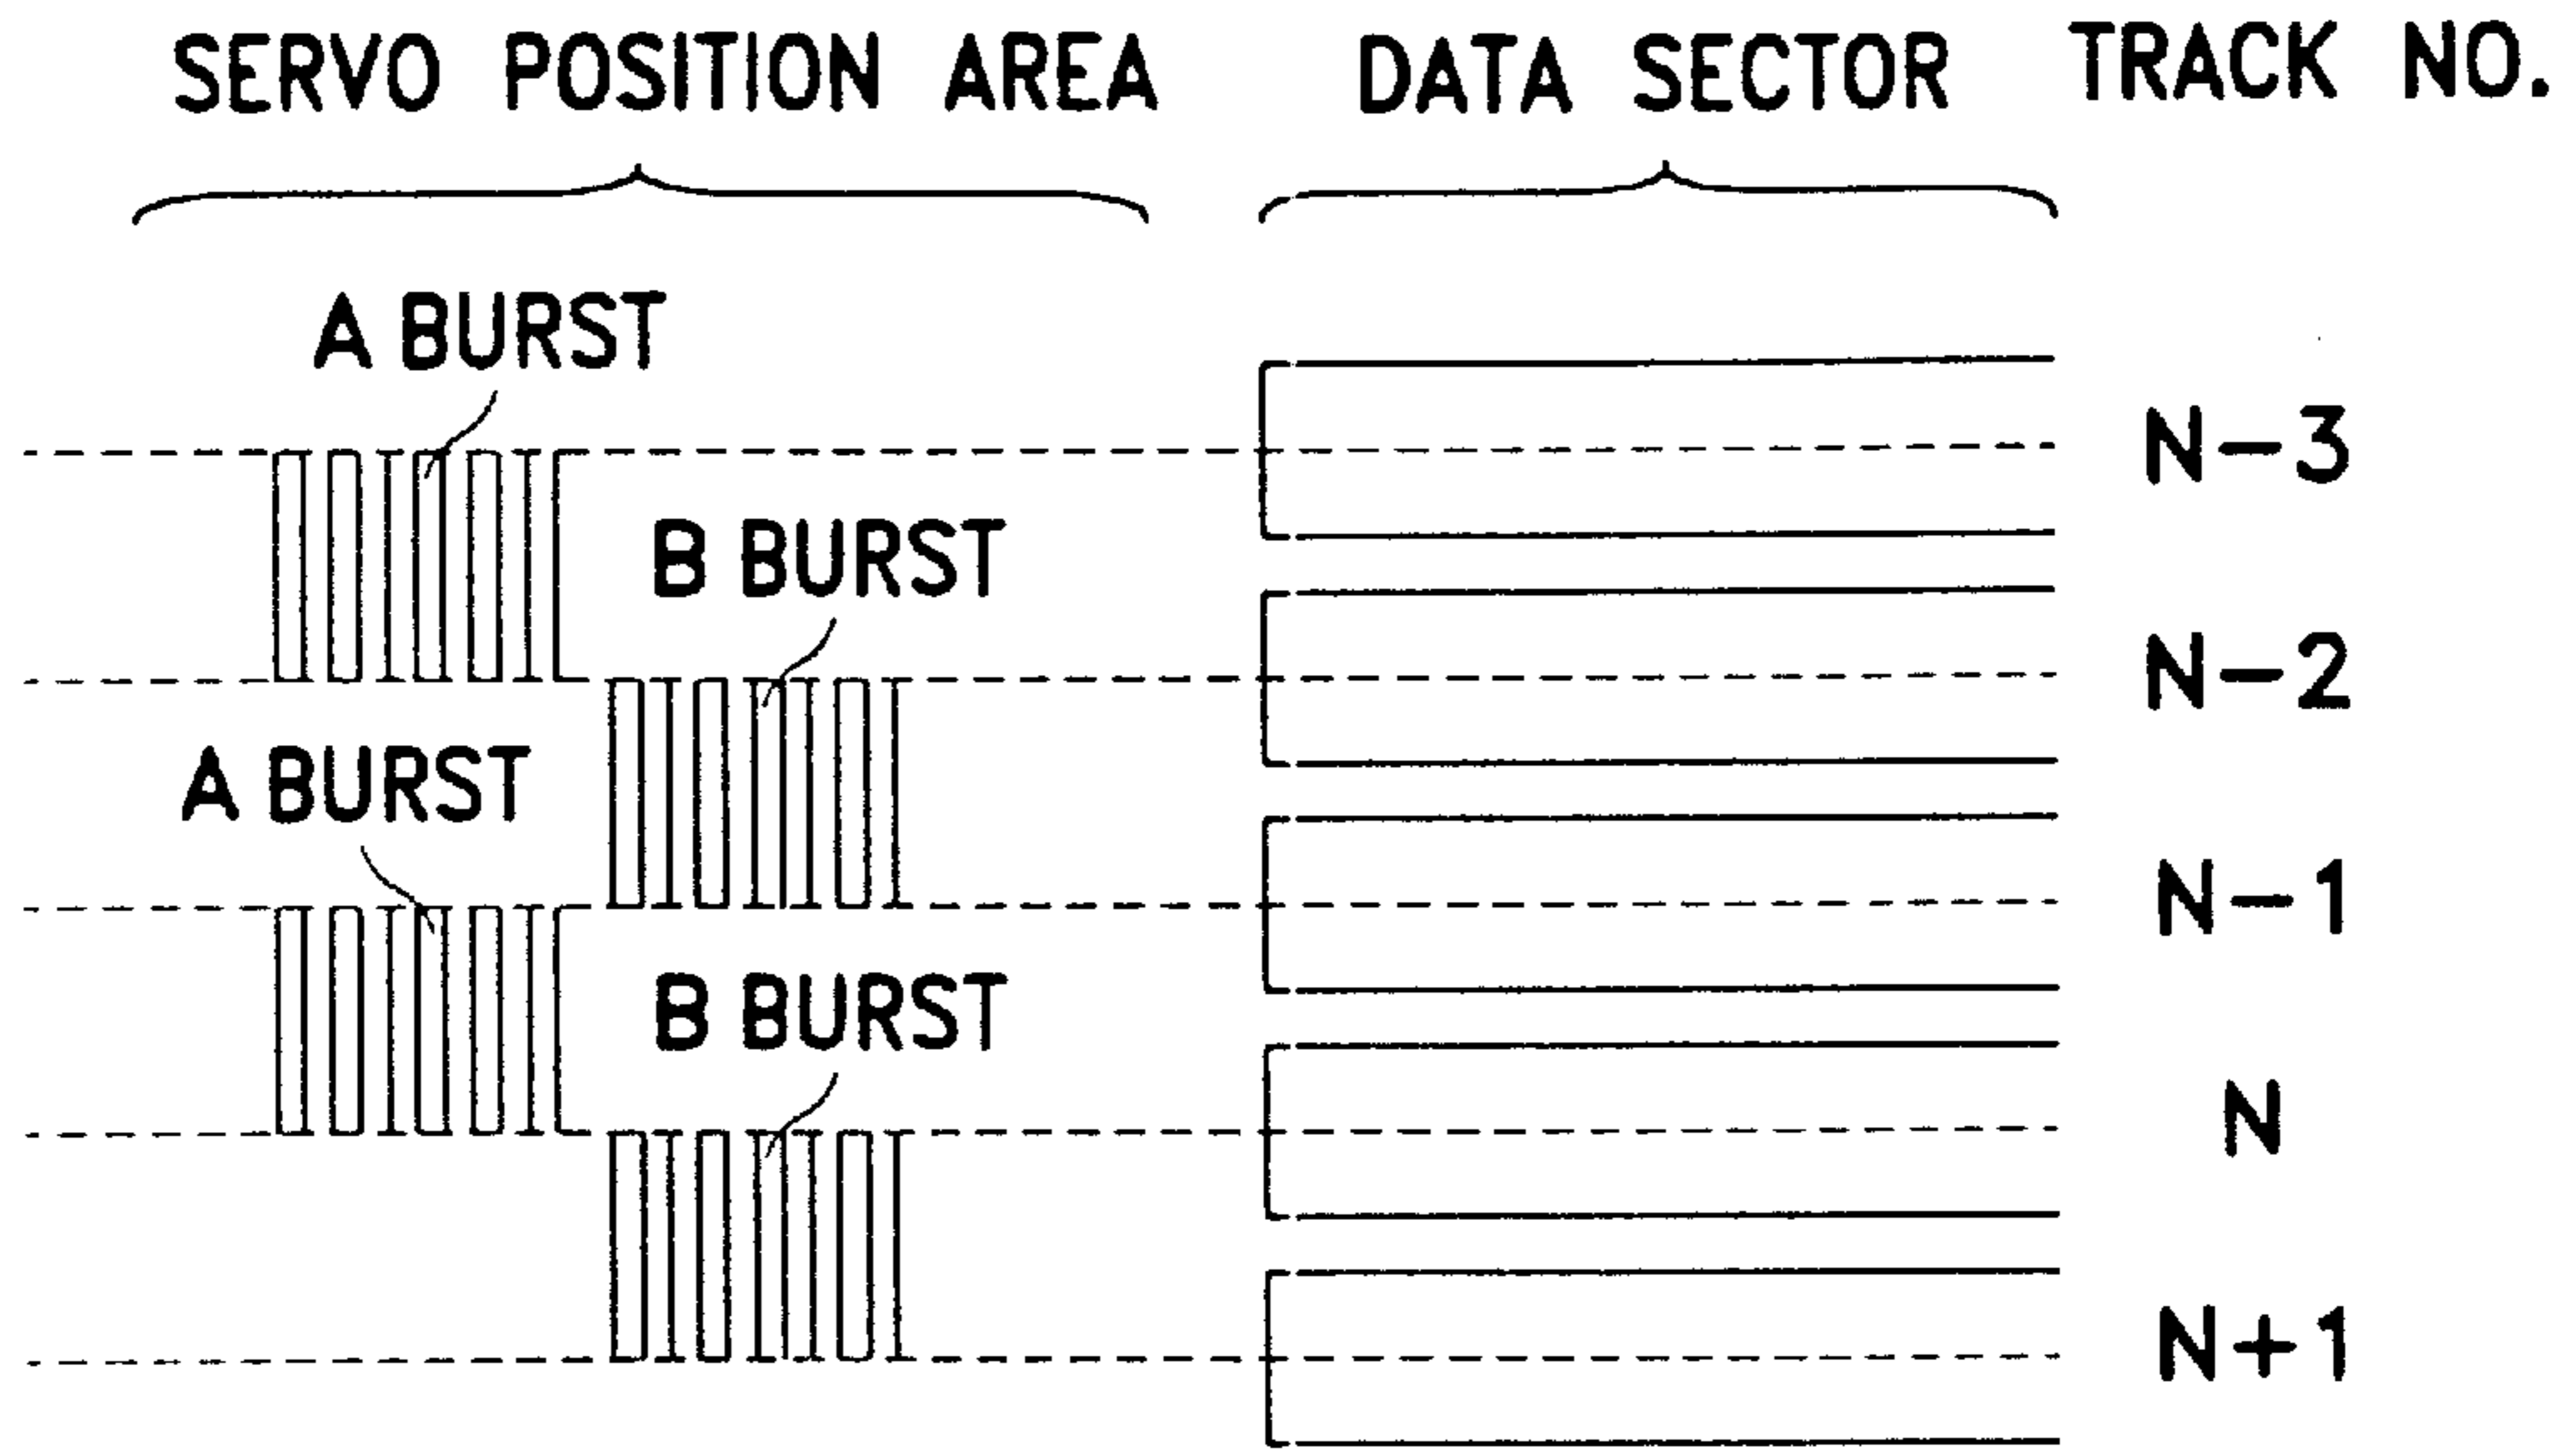 SERVO POSITION AREA
DATA SECTOR
TRACK NO.
A BURST
N-3
B BURST
N-2
A BURST
N-1
B BURST
N
N+1